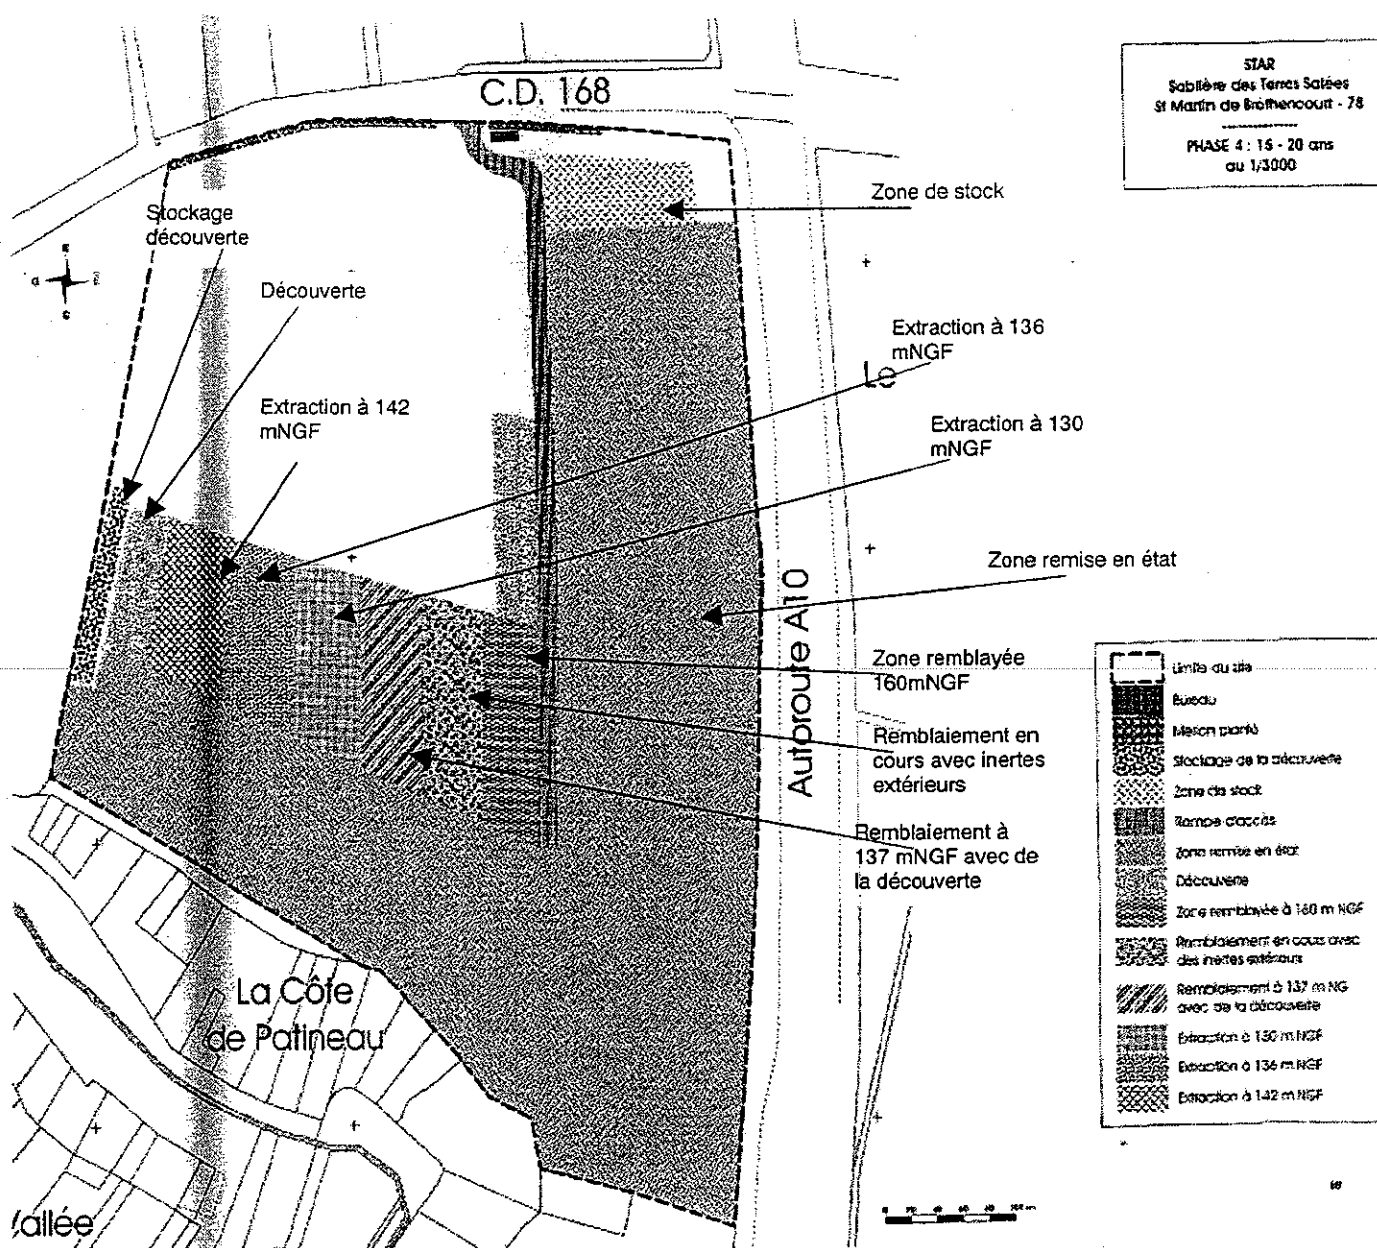 C.D. 168
STAR
Sablière des Terres Salées
St Martin de Bréthencourt - 78
PHASE 4 : 15 - 20 ans
au 1/3000
Zone de stock
Stockage
découverte
Découverte
Extraction à 136
mNGF
Le
Extraction à 142
mNGF
Extraction à 130
mNGF
Zone remise en état
Autoroure A10
Zone remblayée
160mNGF
Remblaiement en
cours avec inertes
extérieurs
Remblaiement à
137 mNGF avec de
la découverte
Limite du site
Bureau
Merlon planté
Stockage de la découverte
Zone de stock
Rampe d'accès
Zone remise en état
Découverte
Zone remblayée à 160 m NGF
Remblaiement en cours avec
des inertes extérieurs
Remblaiement à 137 m NG
avec de la découverte
Extraction à 130 m NGF
Extraction à 136 m NGF
Extraction à 142 m NGF
La Côte
de Patineau
Vallée